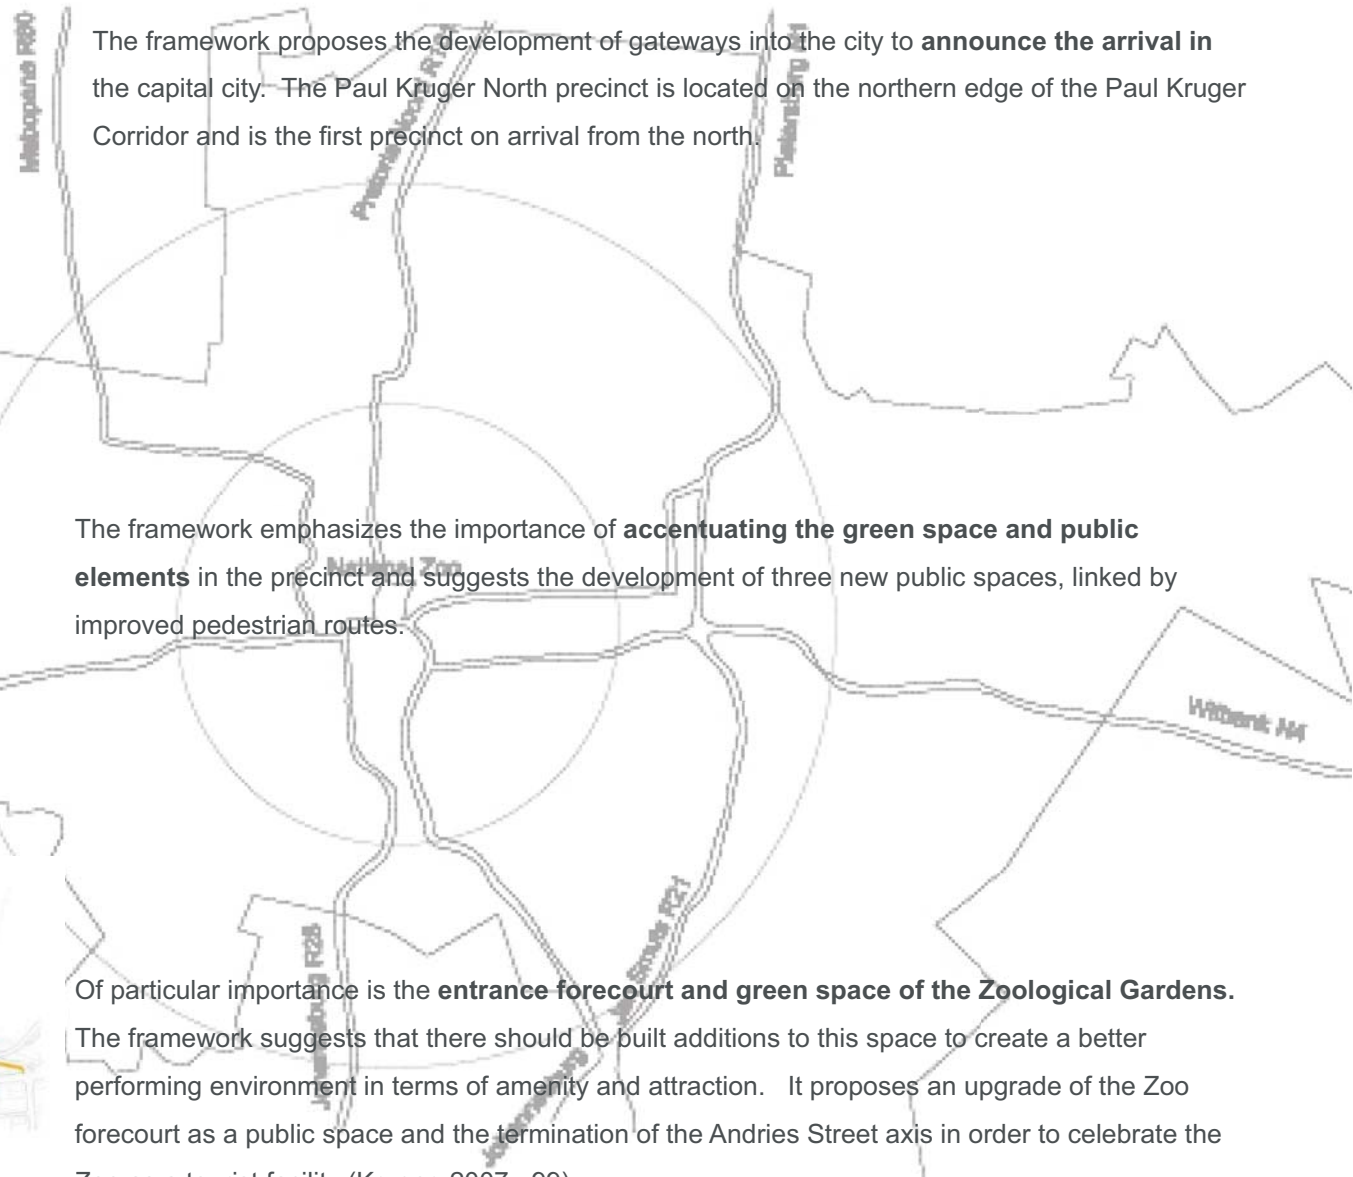 The framework proposes the development of gateways into the city to announce the arrival in
the capital city.  The Paul Kruger North precinct is located on the northern edge of the Paul Kruger
Corridor and is the first precinct on arrival from the north.
Mabopane R80
Pietersburg N1
The framework emphasizes the importance of accentuating the green space and public
elements in the precinct and suggests the development of three new public spaces, linked by
improved pedestrian routes.
National Zoo
Witbank N4
R21
Of particular importance is the entrance forecourt and green space of the Zoological Gardens.
The framework suggests that there should be built additions to this space to create a better
performing environment in terms of amenity and attraction.   It proposes an upgrade of the Zoo
forecourt as a public space and the termination of the Andries Street axis in order to celebrate the
Johannesburg R28
Johannesburg